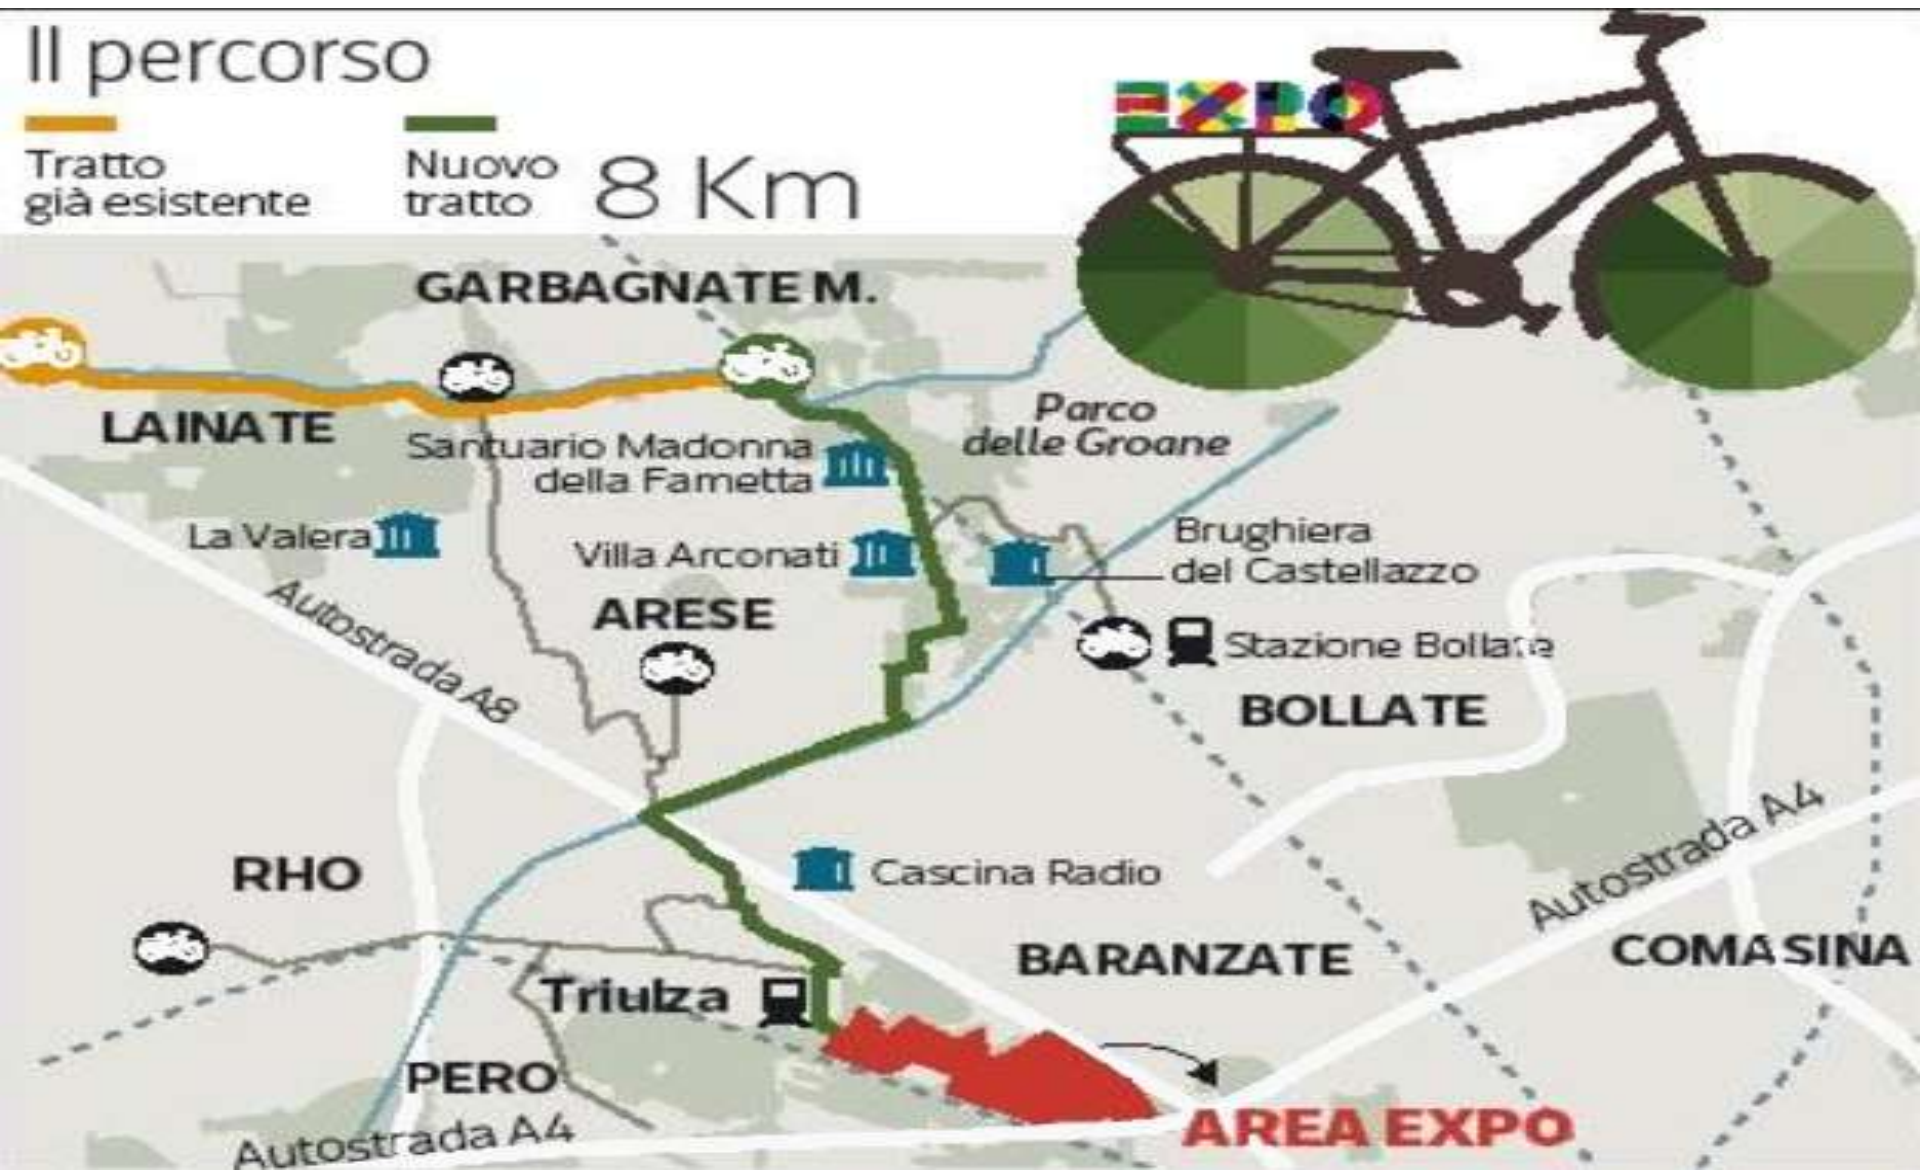 Il percorso
Tratto
già esistente
Nuovo
tratto
8 Km
EXPO
GARBAGNATE M.
LAINATE
Santuario Madonna
della Fametta
Parco
delle Groane
La Valera
Villa Arconati
Brughiera
del Castellazzo
ARESE
Autostrada A8
Stazione Bollate
BOLLATE
RHO
Cascina Radio
Autostrada A4
BARANZATE
COMASINA
Triulza
PERO
Autostrada A4
AREA EXPO